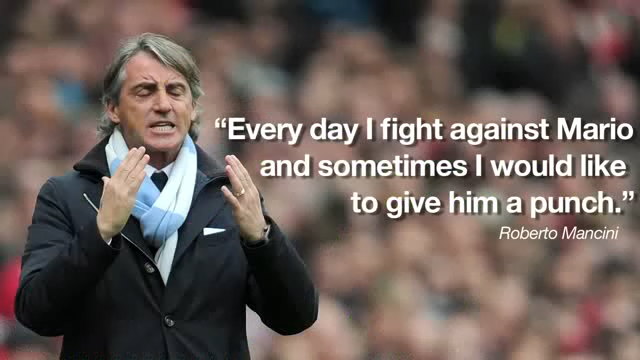 “Every day I fight against Mario
and sometimes I would like
to give him a punch.”
Roberto Mancini